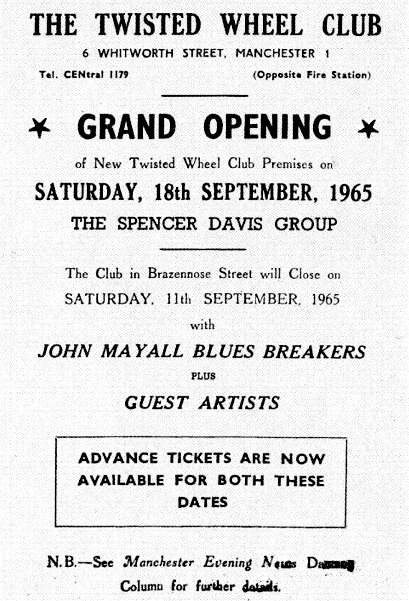 THE TWISTED WHEEL CLUB
6 WHITWORTH STREET, MANCHESTER 1
Tel. CENtral 1179 (Opposite Fire Station)
GRAND OPENING
of New Twisted Wheel Club Premises on
SATURDAY, 18th SEPTEMBER, 1965
THE SPENCER DAVIS GROUP
The Club in Brazennose Street will Close on
SATURDAY, 11th SEPTEMBER, 1965
with
JOHN MAYALL BLUES BREAKERS
PLUS
GUEST ARTISTS
ADVANCE TICKETS ARE NOW
AVAILABLE FOR BOTH THESE
DATES
N.B.—See Manchester Evening News
Column for further details.